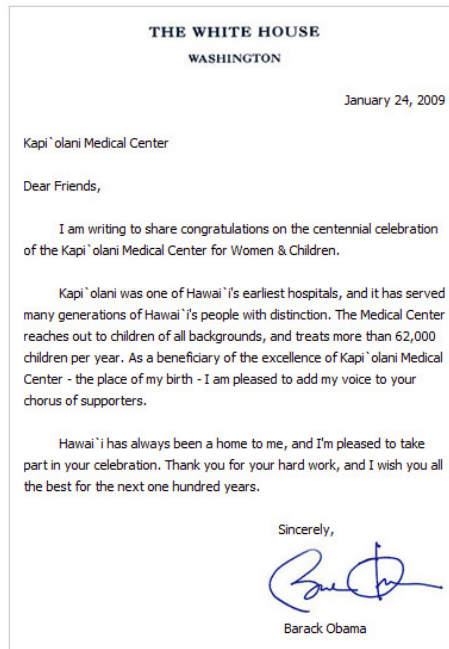 THE WHITE HOUSE
WASHINGTON
January 24, 2009
Kapi`olani Medical Center
Dear Friends,
I am writing to share congratulations on the centennial celebration
of the Kapi`olani Medical Center for Women & Children.
Kapi`olani was one of Hawai`i's earliest hospitals, and it has served
many generations of Hawai`i's people with distinction. The Medical Center
reaches out to children of all backgrounds, and treats more than 62,000
children per year. As a beneficiary of the excellence of Kapi`olani Medical
Center - the place of my birth - I am pleased to add my voice to your
chorus of supporters.
Hawai`i has always been a home to me, and I'm pleased to take
part in your celebration. Thank you for your hard work, and I wish you all
the best for the next one hundred years.
Sincerely,
Barack Obama